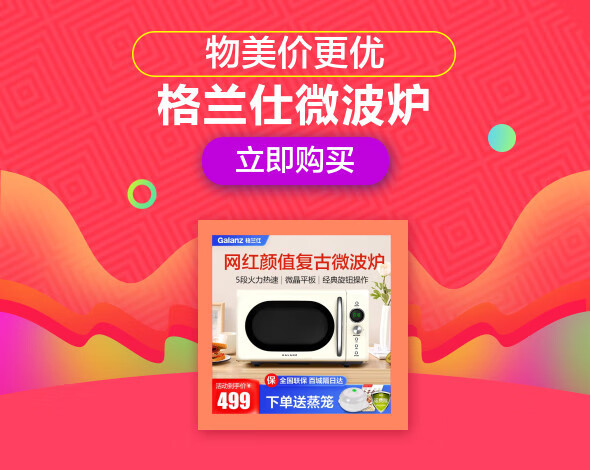 物美价更优
格兰仕微波炉
立即购买
Galanz 格兰仕
网红颜值复古微波炉
5段火力热速|微晶平板|经典旋钮操作
GALANZ
活动到手价¥
499
保 全国联保 百城隔日达
下单送蒸笼